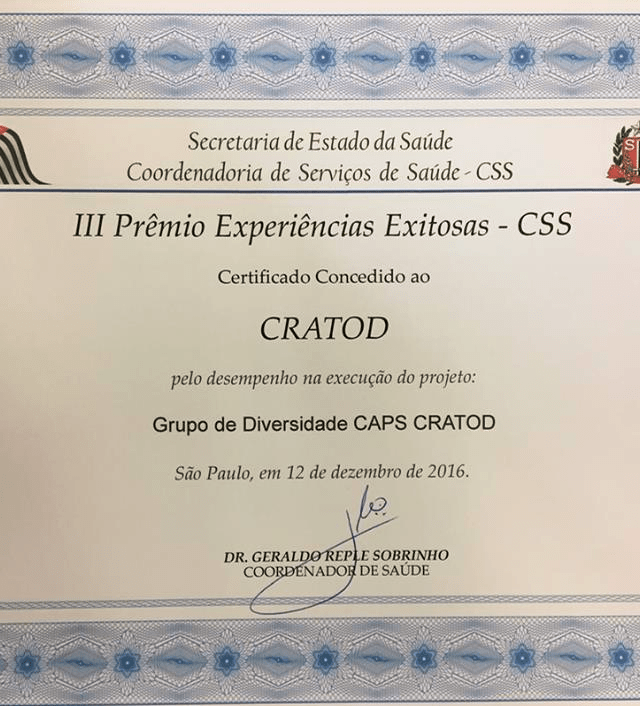 Secretaria de Estado da Saúde
Coordenadoria de Serviços de Saúde - CSS
III Prêmio Experiências Exitosas - CSS
Certificado Concedido ao
CRATOD
pelo desempenho na execução do projeto:
Grupo de Diversidade CAPS CRATOD
São Paulo, em 12 de dezembro de 2016.
DR. GERALDO REPLE SOBRINHO
COORDENADOR DE SAÚDE